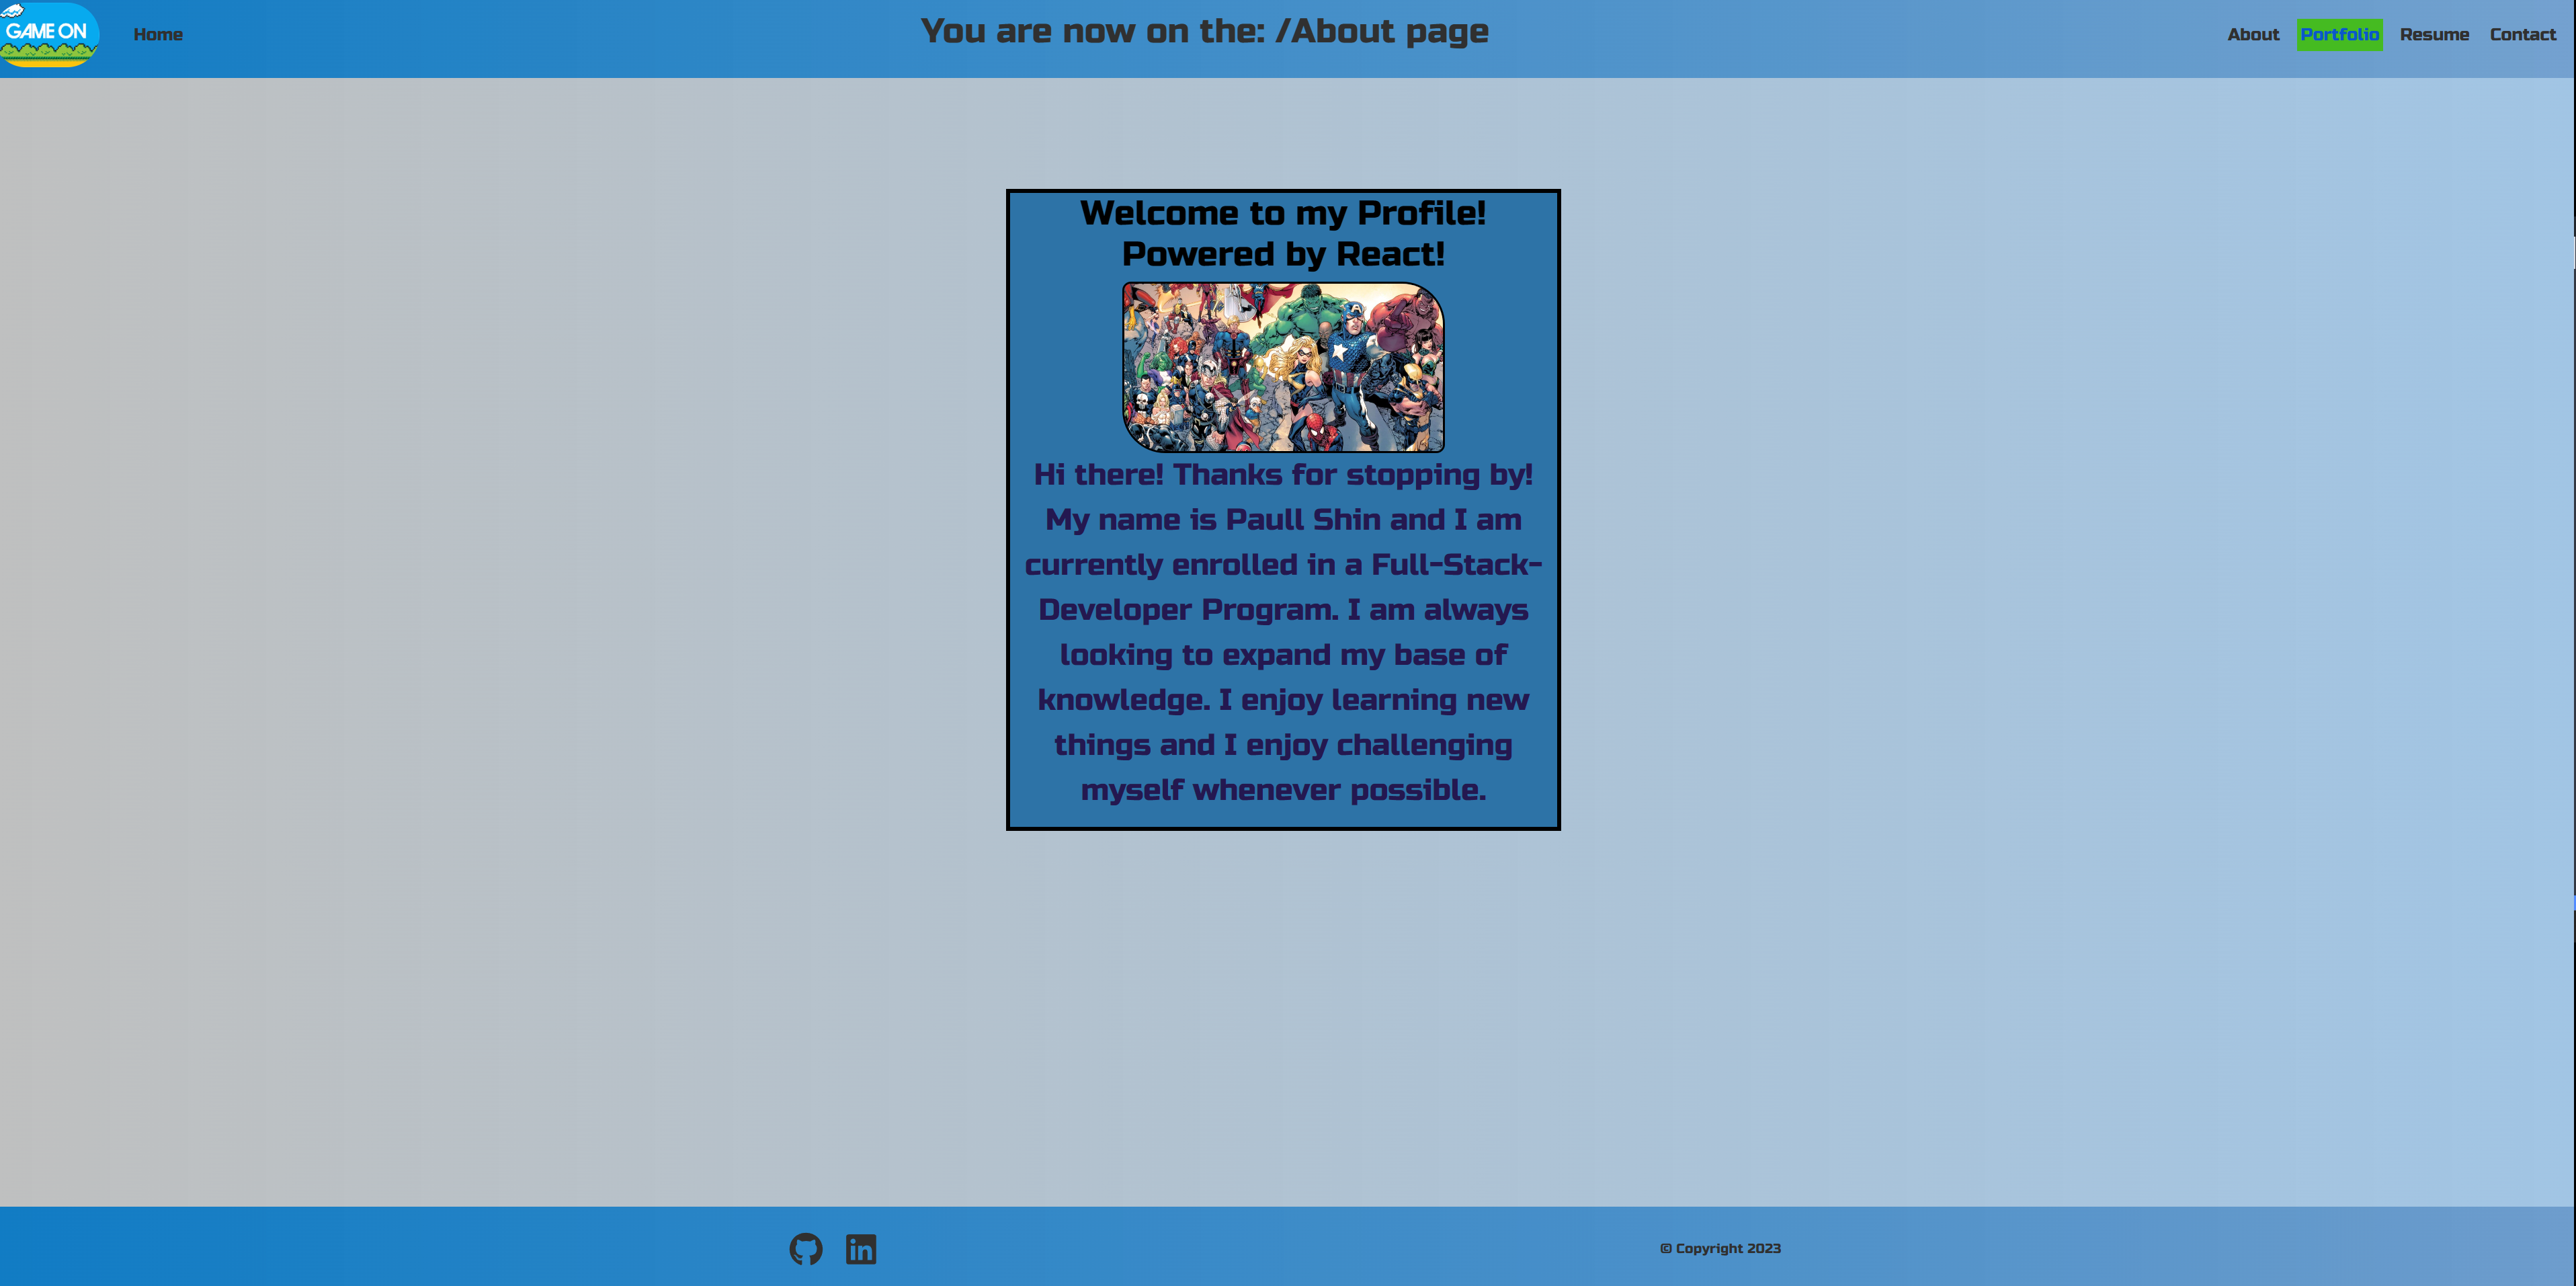 GAME ON
Home
You are now on the: /About page
About Portfolio Resume Contact
Welcome to my Profile!
Powered by React!
Hi there! Thanks for stopping by!
My name is Paull Shin and I am
currently enrolled in a Full-Stack-
Developer Program. I am always
looking to expand my base of
knowledge. I enjoy learning new
things and I enjoy challenging
myself whenever possible.
in
© Copyright 2023